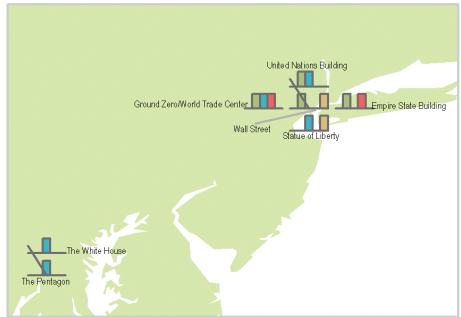 United Nations Building
Ground Zero/World Trade Center
Empire State Building
Wall Street
Statue of Liberty
The White House
The Pentagon